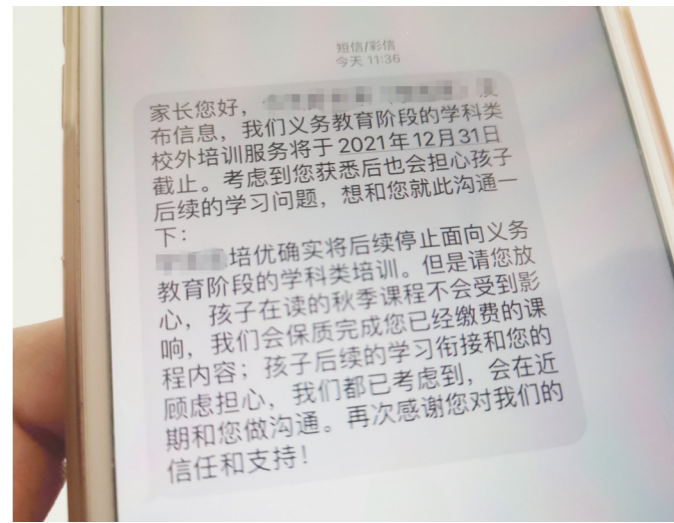 短信/彩信
今天 11:36
家长您好，
布信息，我们义务教育阶段的学科类
校外培训服务将于2021年12月31日
截止。考虑到您获悉后也会担心孩子
后续的学习问题，想和您就此沟通一
下：
培优确实将后续停止面向义务
教育阶段的学科类培训。但是请您放
心，孩子在读的秋季课程不会受到影
响，我们会保质完成您已经缴费的课
程内容；孩子后续的学习衔接和您的
顾虑担心，我们都已考虑到，会在近
期和您做沟通。再次感谢您对我们的
信任和支持！